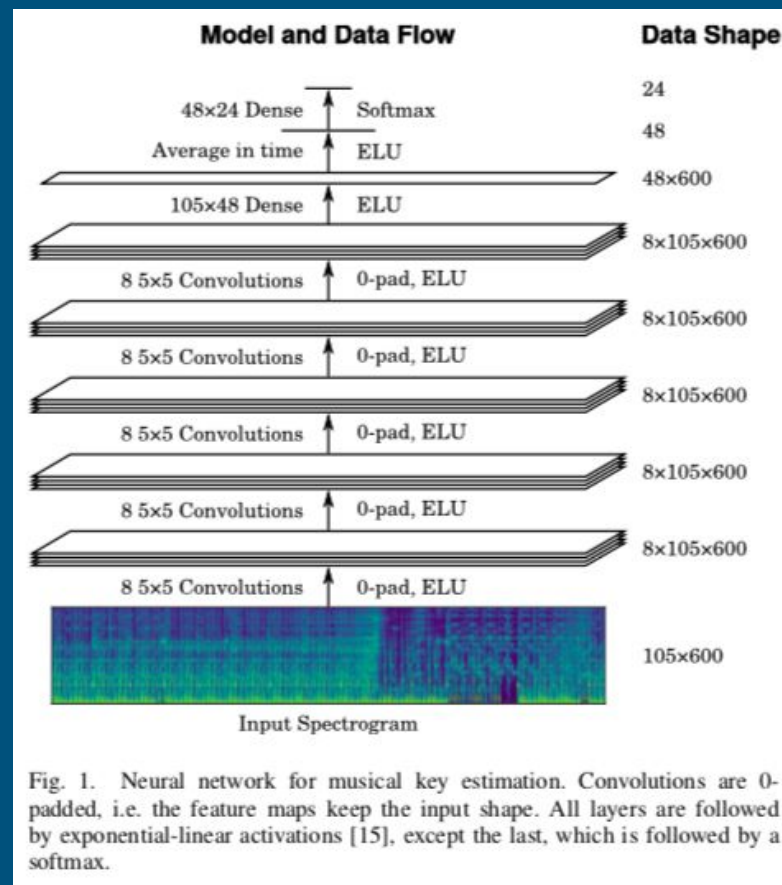 Model and Data Flow Data Shape
24
48×24 Dense Softmax
48
Average in time ELU
48×600
105×48 Dense ELU
8×105×600
8 5×5 Convolutions 0-pad, ELU
8×105×600
8 5×5 Convolutions 0-pad, ELU
8×105×600
8 5×5 Convolutions 0-pad, ELU
8×105×600
8 5×5 Convolutions 0-pad, ELU
8×105×600
8 5×5 Convolutions 0-pad, ELU
105×600
Input Spectrogram
Fig. 1. Neural network for musical key estimation. Convolutions are 0-
padded, i.e. the feature maps keep the input shape. All layers are followed
by exponential-linear activations [15], except the last, which is followed by a
softmax.